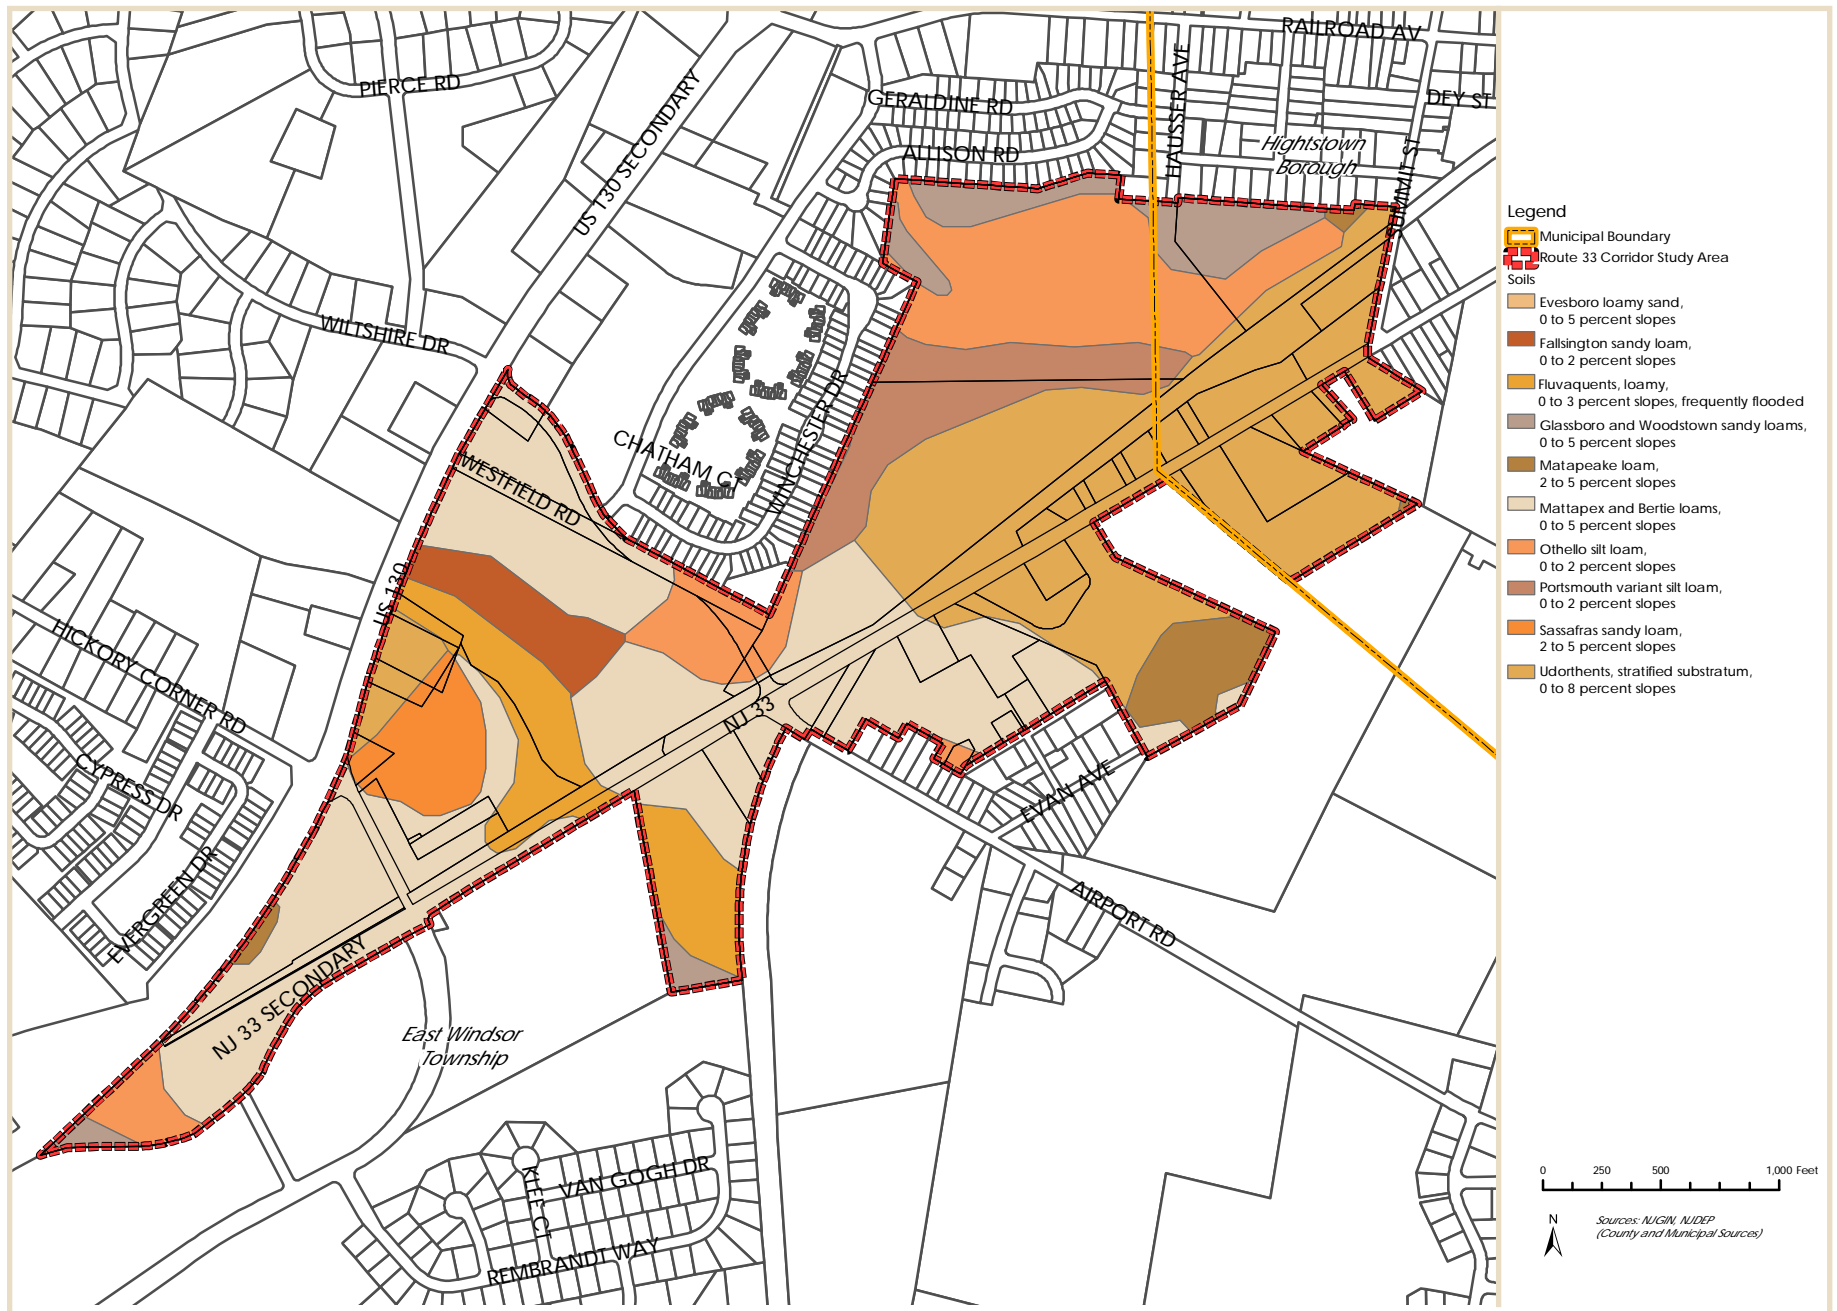 RAILROAD AV
PIERCE RD
HAUSSER AVE
US 130 SECONDARY
GERALDINE RD
DEY ST
ALLISON RD
Hightstown
Borough
SUMMIT ST
WILTSHIRE DR
WINCHESTER DR
CHATHAM CT
WESTFIELD RD
US 130
HICKORY CORNER RD
NJ 33
CYPRESS DR
EVAN AVE
EVERGREEN DR
AIRPORT RD
NJ 33 SECONDARY
East Windsor
Township
KLEE CT
VAN GOGH DR
REMBRANDT WAY
Legend
Municipal Boundary
Route 33 Corridor Study Area
Soils
Evesboro loamy sand,
0 to 5 percent slopes
Fallsington sandy loam,
0 to 2 percent slopes
Fluvaquents, loamy,
0 to 3 percent slopes, frequently flooded
Glassboro and Woodstown sandy loams,
0 to 5 percent slopes
Matapeake loam,
2 to 5 percent slopes
Mattapex and Bertie loams,
0 to 5 percent slopes
Othello silt loam,
0 to 2 percent slopes
Portsmouth variant silt loam,
0 to 2 percent slopes
Sassafras sandy loam,
2 to 5 percent slopes
Udorthents, stratified substratum,
0 to 8 percent slopes
0 250 500 1,000 Feet
N
Sources: NJGIN, NJDEP
(County and Municipal Sources)